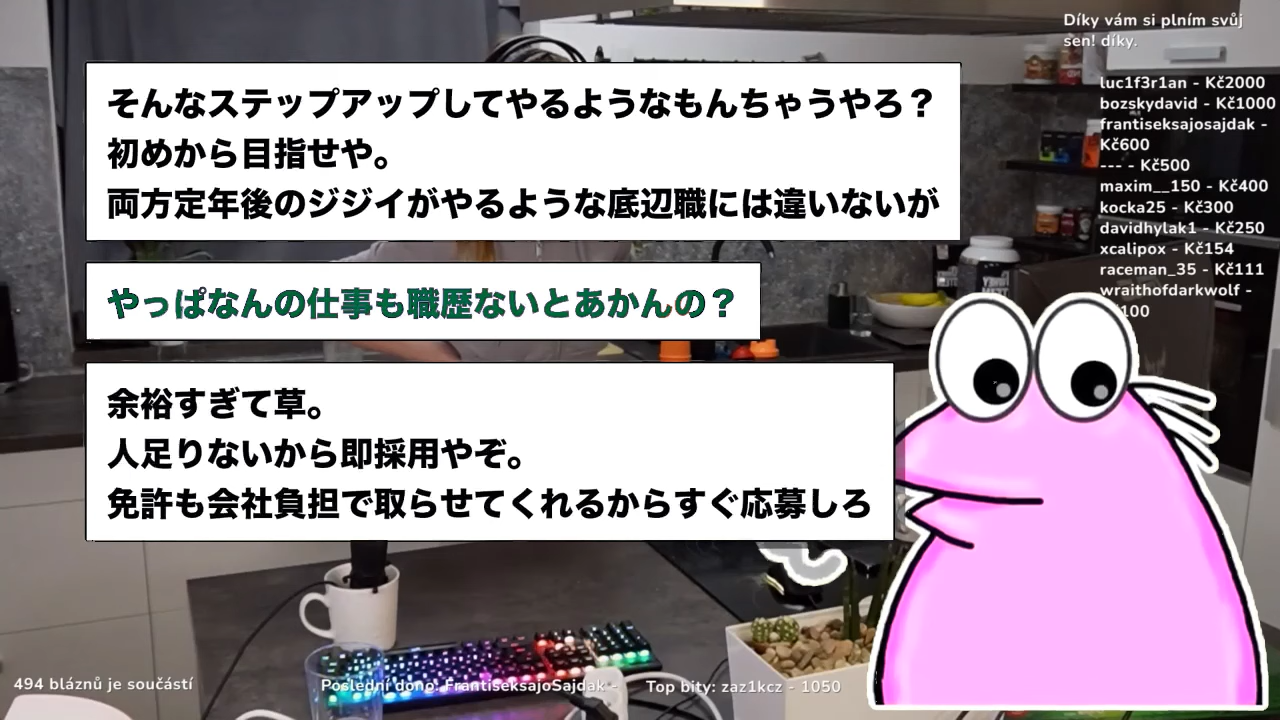 Díky vám si plním svůj
sen! díky.
luc1f3r1an - Kč2000
bozskydavid - Kč1000
frantiseksajosajdak -
Kč600
--- - Kč500
maxim__150 - Kč400
kocka25 - Kč300
davidhylak1 - Kč250
xcalipox - Kč154
raceman_35 - Kč111
wraithofdarkwolf -
100
そんなステップアップしてやるようなもんちゃうやろ？
初めから目指せや。
両方定年後のジジイがやるような底辺職には違いないが
やっぱなんの仕事も職歴ないとあかんの？
余裕すぎて草。
人足りないから即採用やぞ。
免許も会社負担で取らせてくれるからすぐ応募しろ
494 bláznů je součástí
Poslední dono: FrantiseksajoSajdak -
Top bity: zaz1kcz - 1050